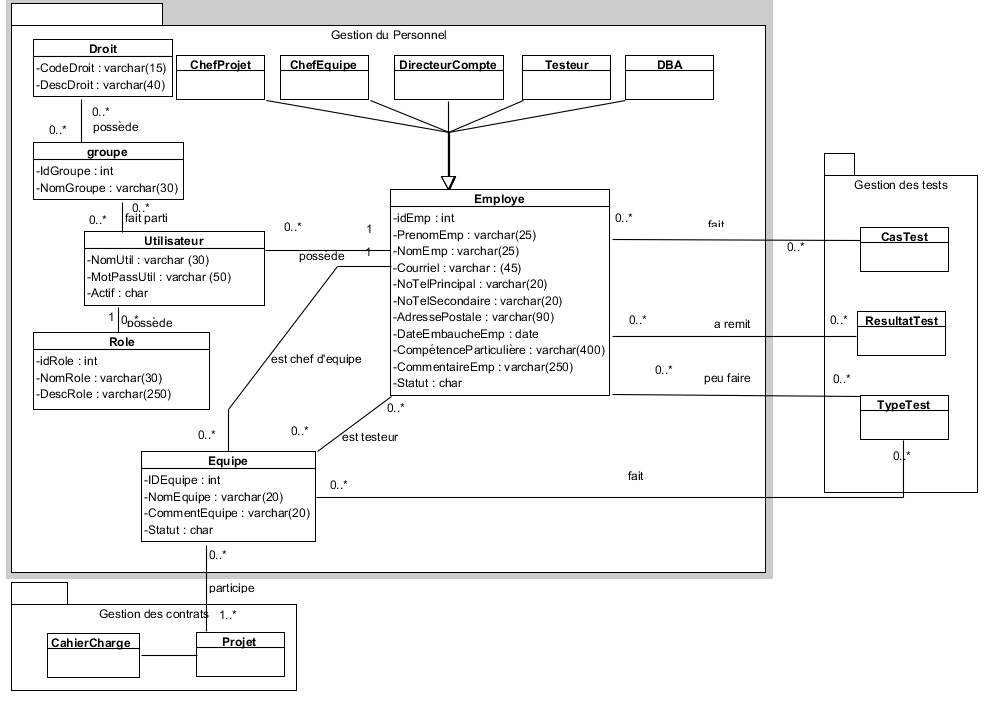 Gestion du Personnel
Droit
-CodeDroit : varchar(15)
-DescDroit : varchar(40)
ChefProjet
ChefEquipe
DirecteurCompte
Testeur
DBA
0..*
0..*
possède
groupe
-IdGroupe : int
-NomGroupe : varchar(30)
0..*
0..*
fait parti
Utilisateur
-NomUtil : varchar (30)
-MotPassUtil : varchar (50)
-Actif : char
0..*
1
possède
1
1
0..*
possède
Role
-idRole : int
-NomRole : varchar(30)
-DescRole : varchar(250)
Employe
-idEmp : int
-PrenomEmp : varchar(25)
-NomEmp : varchar(25)
-Courriel : varchar : (45)
-NoTelPrincipal : varchar(20)
-NoTelSecondaire : varchar(20)
-AdressePostale : varchar(90)
-DateEmbaucheEmp : date
-CompétenceParticulière : varchar(400)
-CommentaireEmp : varchar(250)
-Statut : char
est chef d'equipe
0..*
0..*
0..*
est testeur
Equipe
-IDEquipe : int
-NomEquipe : varchar(20)
-CommentEquipe : varchar(20)
-Statut : char
0..*
fait
0..*
0..*
a remit
0..*
0..*
peu faire
0..*
0..*
fait
0..*
Gestion des tests
CasTest
ResultatTest
TypeTest
0..*
participe
1..*
Gestion des contrats
CahierCharge
Projet